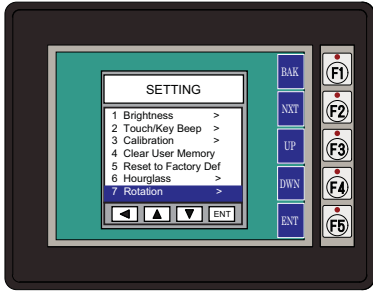 SETTING
1 Brightness >
2 Touch/Key Beep >
3 Calibration >
4 Clear User Memory
5 Reset to Factory Def
6 Hourglass >
7 Rotation >
ENT
BAK
NXT
UP
DWN
ENT
F1
F2
F3
F4
F5